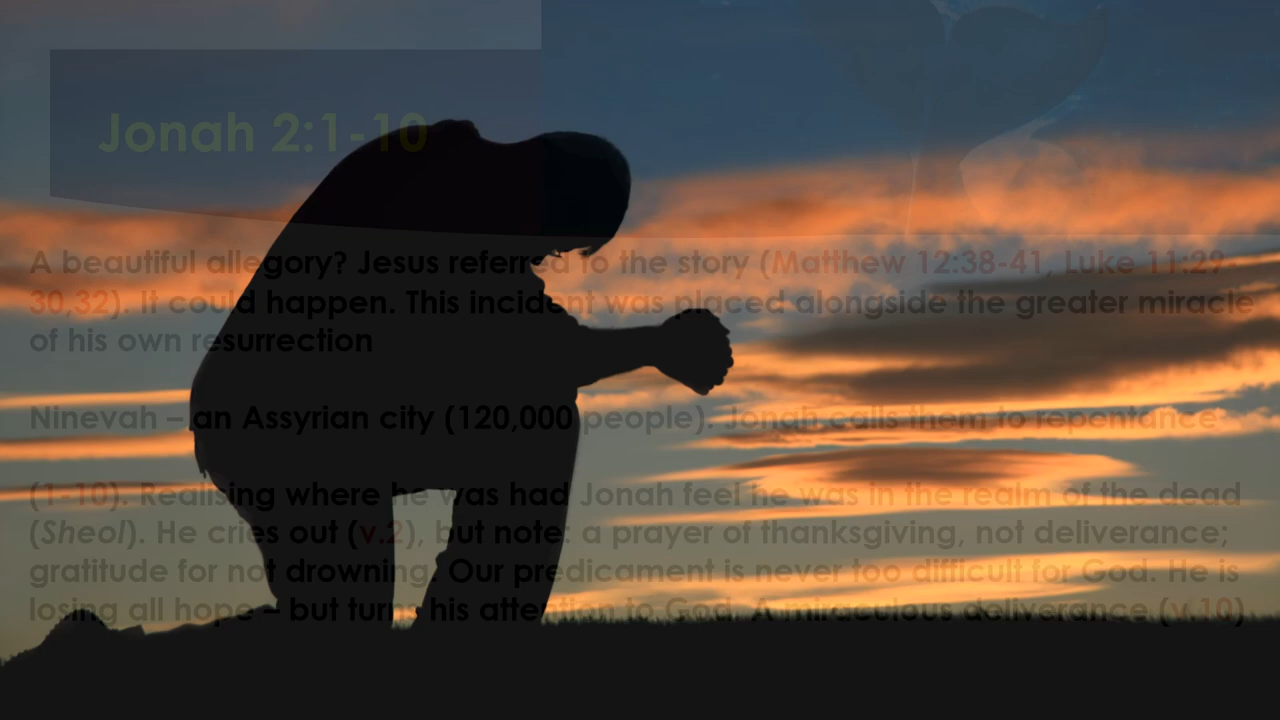 Jonah 2:1-10
A beautiful allegory? Jesus referred to the story (Matthew 12:38-41, Luke 11:29-
30,32). It could happen. This incident was placed alongside the greater miracle
of his own resurrection
Ninevah – an Assyrian city (120,000 people). Jonah calls them to repentance
(1-10). Realising where he was had Jonah feel he was in the realm of the dead
(Sheol). He cries out (v.2), but note: a prayer of thanksgiving, not deliverance;
gratitude for not drowning. Our predicament is never too difficult for God. He is
losing all hope, but turns his attention to God. A miraculous deliverance (v.10)